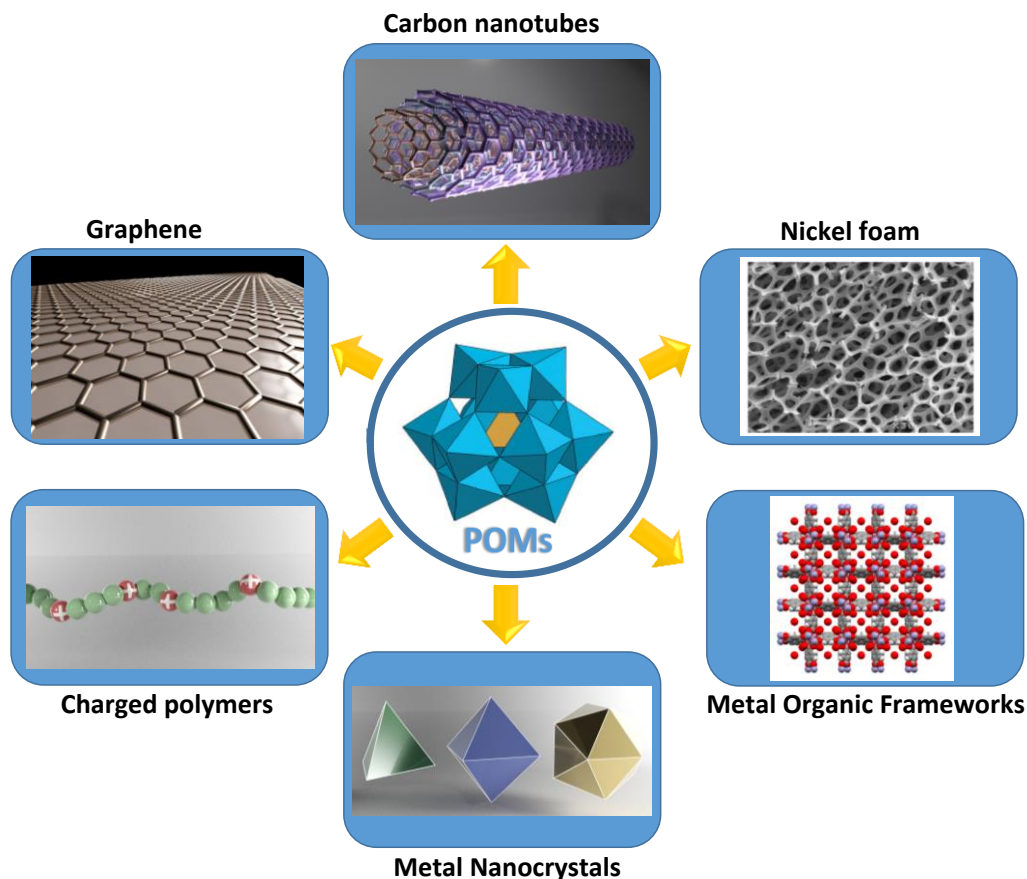 Carbon nanotubes
Graphene
Nickel foam
POMs
Charged polymers
Metal Organic Frameworks
Metal Nanocrystals